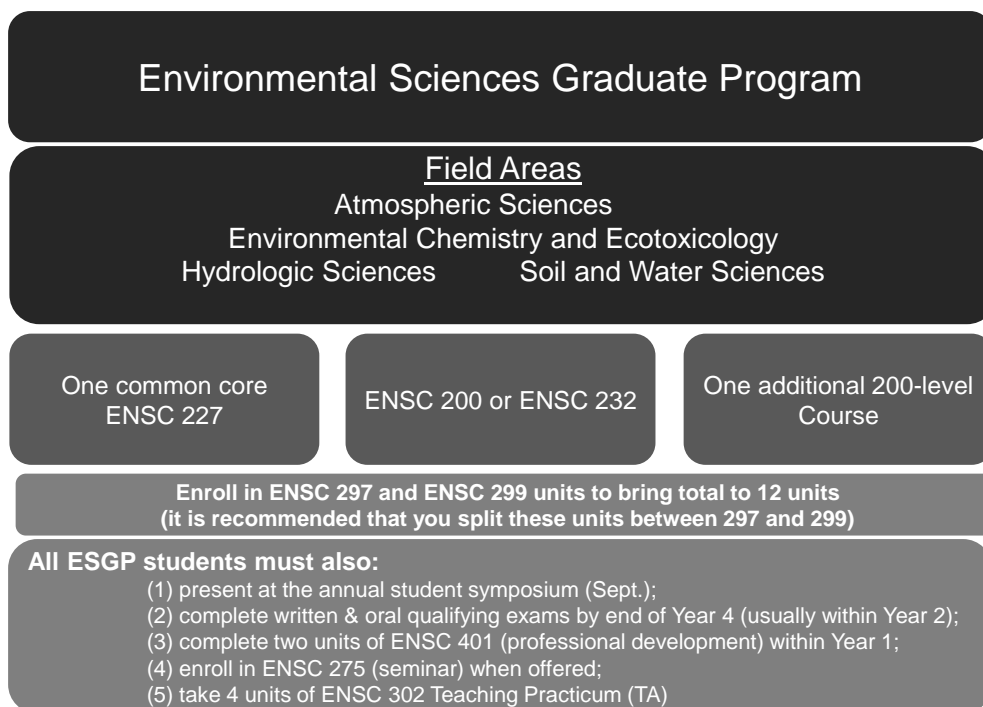 Environmental Sciences Graduate Program
Field Areas
Atmospheric Sciences
Environmental Chemistry and Ecotoxicology
Hydrologic Sciences Soil and Water Sciences
One common core
ENSC 227
ENSC 200 or ENSC 232
One additional 200-level
Course
Enroll in ENSC 297 and ENSC 299 units to bring total to 12 units
(it is recommended that you split these units between 297 and 299)
All ESGP students must also:
(1) present at the annual student symposium (Sept.);
(2) complete written & oral qualifying exams by end of Year 4 (usually within Year 2);
(3) complete two units of ENSC 401 (professional development) within Year 1;
(4) enroll in ENSC 275 (seminar) when offered;
(5) take 4 units of ENSC 302 Teaching Practicum (TA)